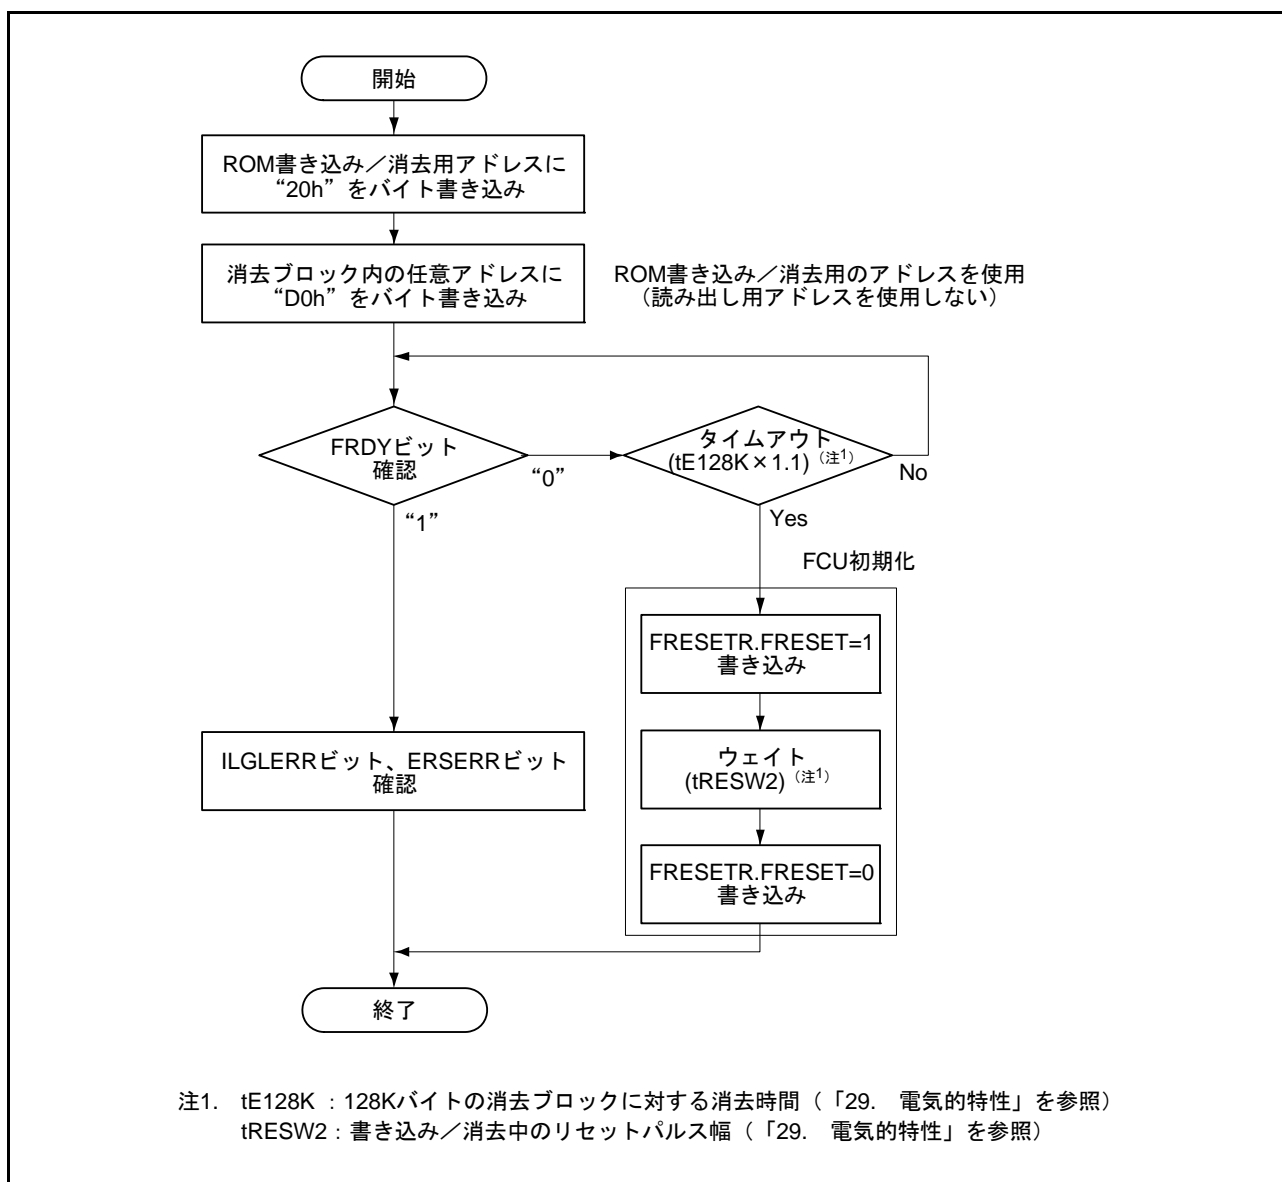 開始
ROM書き込み／消去用アドレスに
“20h”をバイト書き込み
消去ブロック内の任意アドレスに
“D0h”をバイト書き込み
ROM書き込み／消去用のアドレスを使用
（読み出し用アドレスを使用しない）
FRDYビット
確認
“0”
“1”
タイムアウト
(tE128K×1.1)（注1）
No
Yes
FCU初期化
FRESETR.FRESET=1
書き込み
ウェイト
(tRESW2)（注1）
FRESETR.FRESET=0
書き込み
ILGLERRビット、ERSERRビット
確認
終了
注1. tE128K ：128Kバイトの消去ブロックに対する消去時間（「29. 電気的特性」を参照）
tRESW2：書き込み／消去中のリセットパルス幅（「29. 電気的特性」を参照）